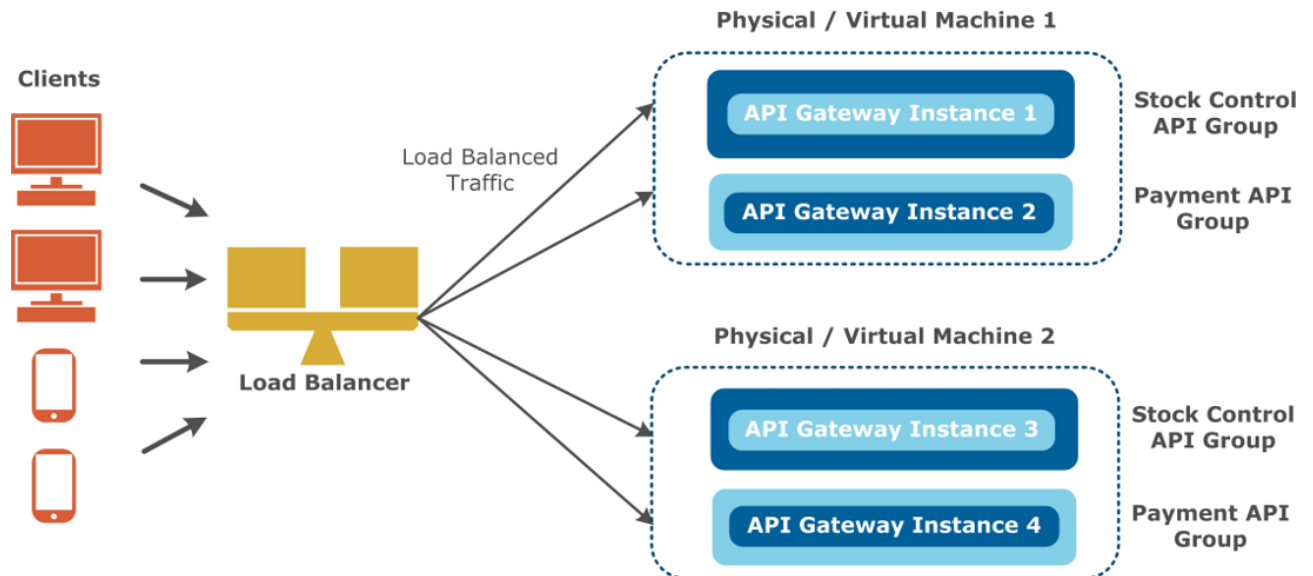 Physical / Virtual Machine 1
Clients
API Gateway Instance 1
Stock Control
API Group
Load Balanced
Traffic
API Gateway Instance 2
Payment API
Group
Physical / Virtual Machine 2
Load Balancer
API Gateway Instance 3
Stock Control
API Group
API Gateway Instance 4
Payment API
Group